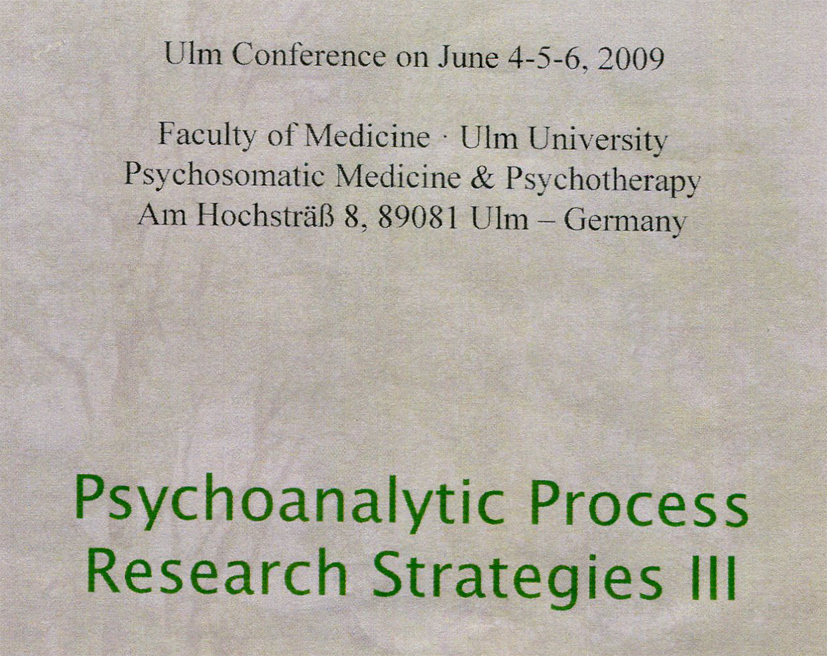 Ulm Conference on June 4-5-6, 2009
Faculty of Medicine · Ulm University
Psychosomatic Medicine & Psychotherapy
Am Hochsträß 8, 89081 Ulm – Germany
Psychoanalytic Process
Research Strategies III